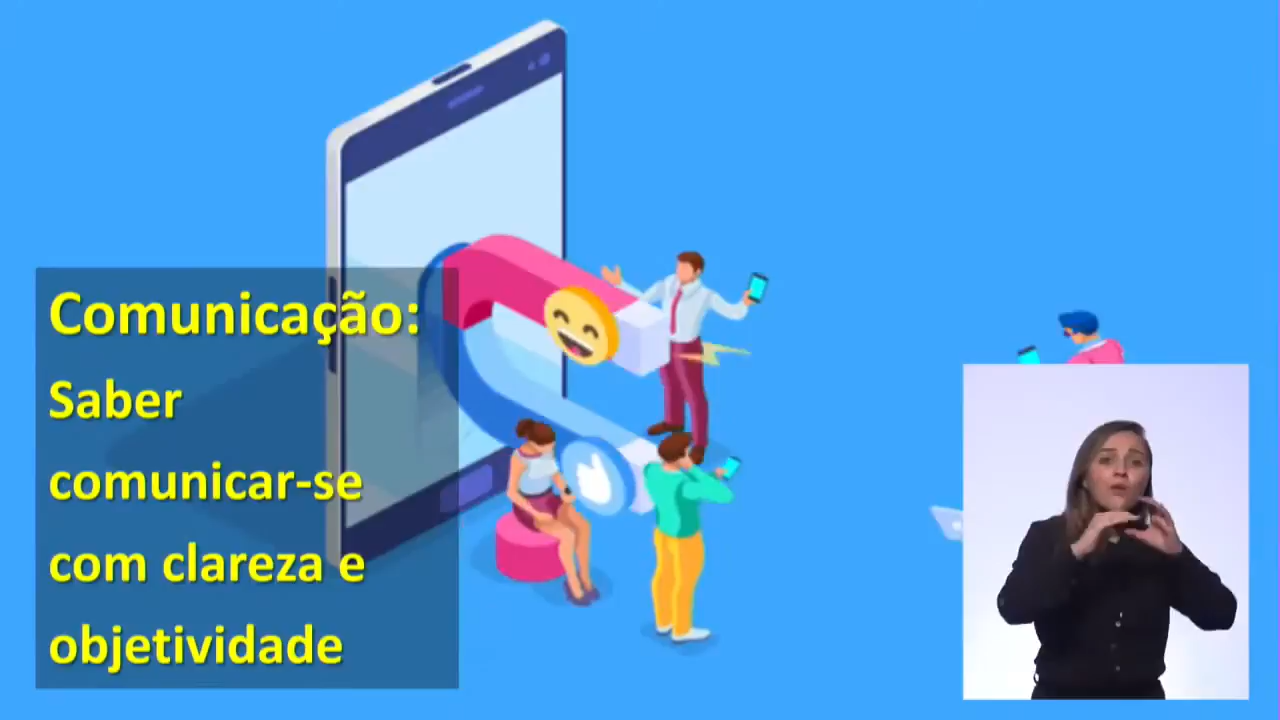 Comunicação:
Saber
comunicar-se
com clareza e
objetividade